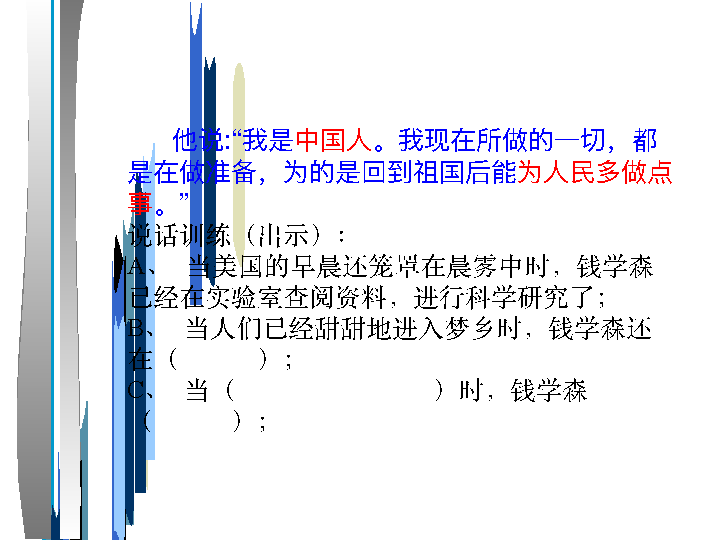 他说:“我是中国人。我现在所做的一切，都
是在做准备，为的是回到祖国后能为人民多做点
事。”
说话训练（出示）：
A、 当美国的早晨还笼罩在晨雾中时，钱学森
已经在实验室查阅资料，进行科学研究了；
B、 当人们已经甜甜地进入梦乡时，钱学森还
在（      ）；
C、 当（                ）时，钱学森
（      ）；